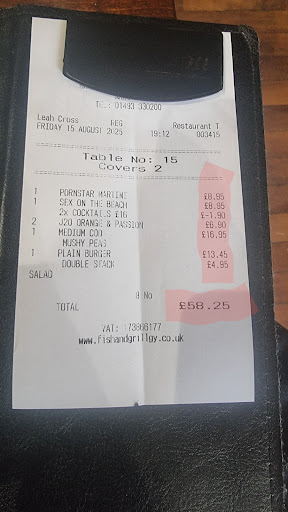 01493 330200
Leah Cross REG Restaurant T
FRIDAY 15 AUGUST 2025 19:12 003415
Table No: 15
Covers 2
1 PORNSTAR MARTINI £8.95
1 SEX ON THE BEACH £8.95
2x COCKTAILS £16 £-1.90
2 J2O ORANGE & PASSION £6.90
1 MEDIUM COD £16.95
MUSHY PEAS
1 PLAIN BURGER £13.45
DOUBLE STACK £4.95
SALAD
8 No
TOTAL £58.25
VAT:
www.fishandgrillgy.co.uk